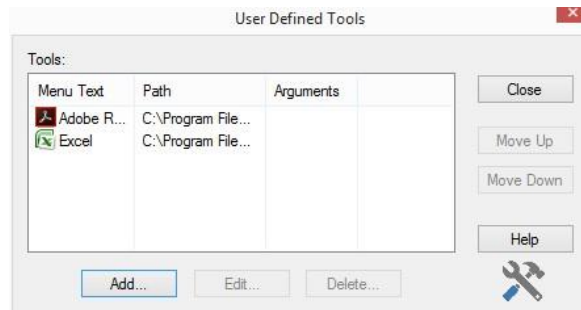 User Defined Tools
Tools:
Menu Text Path Arguments
Adobe R... C:\Program File...
Excel C:\Program File...
Close
Move Up
Move Down
Help
Add... Edit... Delete...